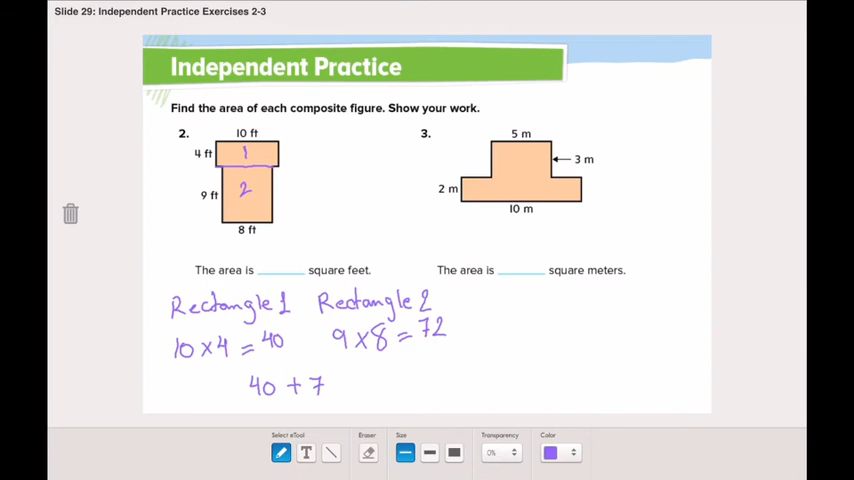 Slide 29: Independent Practice Exercises 2-3
Independent Practice
Find the area of each composite figure. Show your work.
2.
10 ft
4 ft
1
9 ft
2
8 ft
3.
5 m
3 m
2 m
10 m
The area is ______ square feet.
The area is ______ square meters.
Rectangle 1 Rectangle 2
10 x 4 = 40 9 x 8 = 72
40 + 7
Select eTool Eraser Size Transparency Color
T 0%